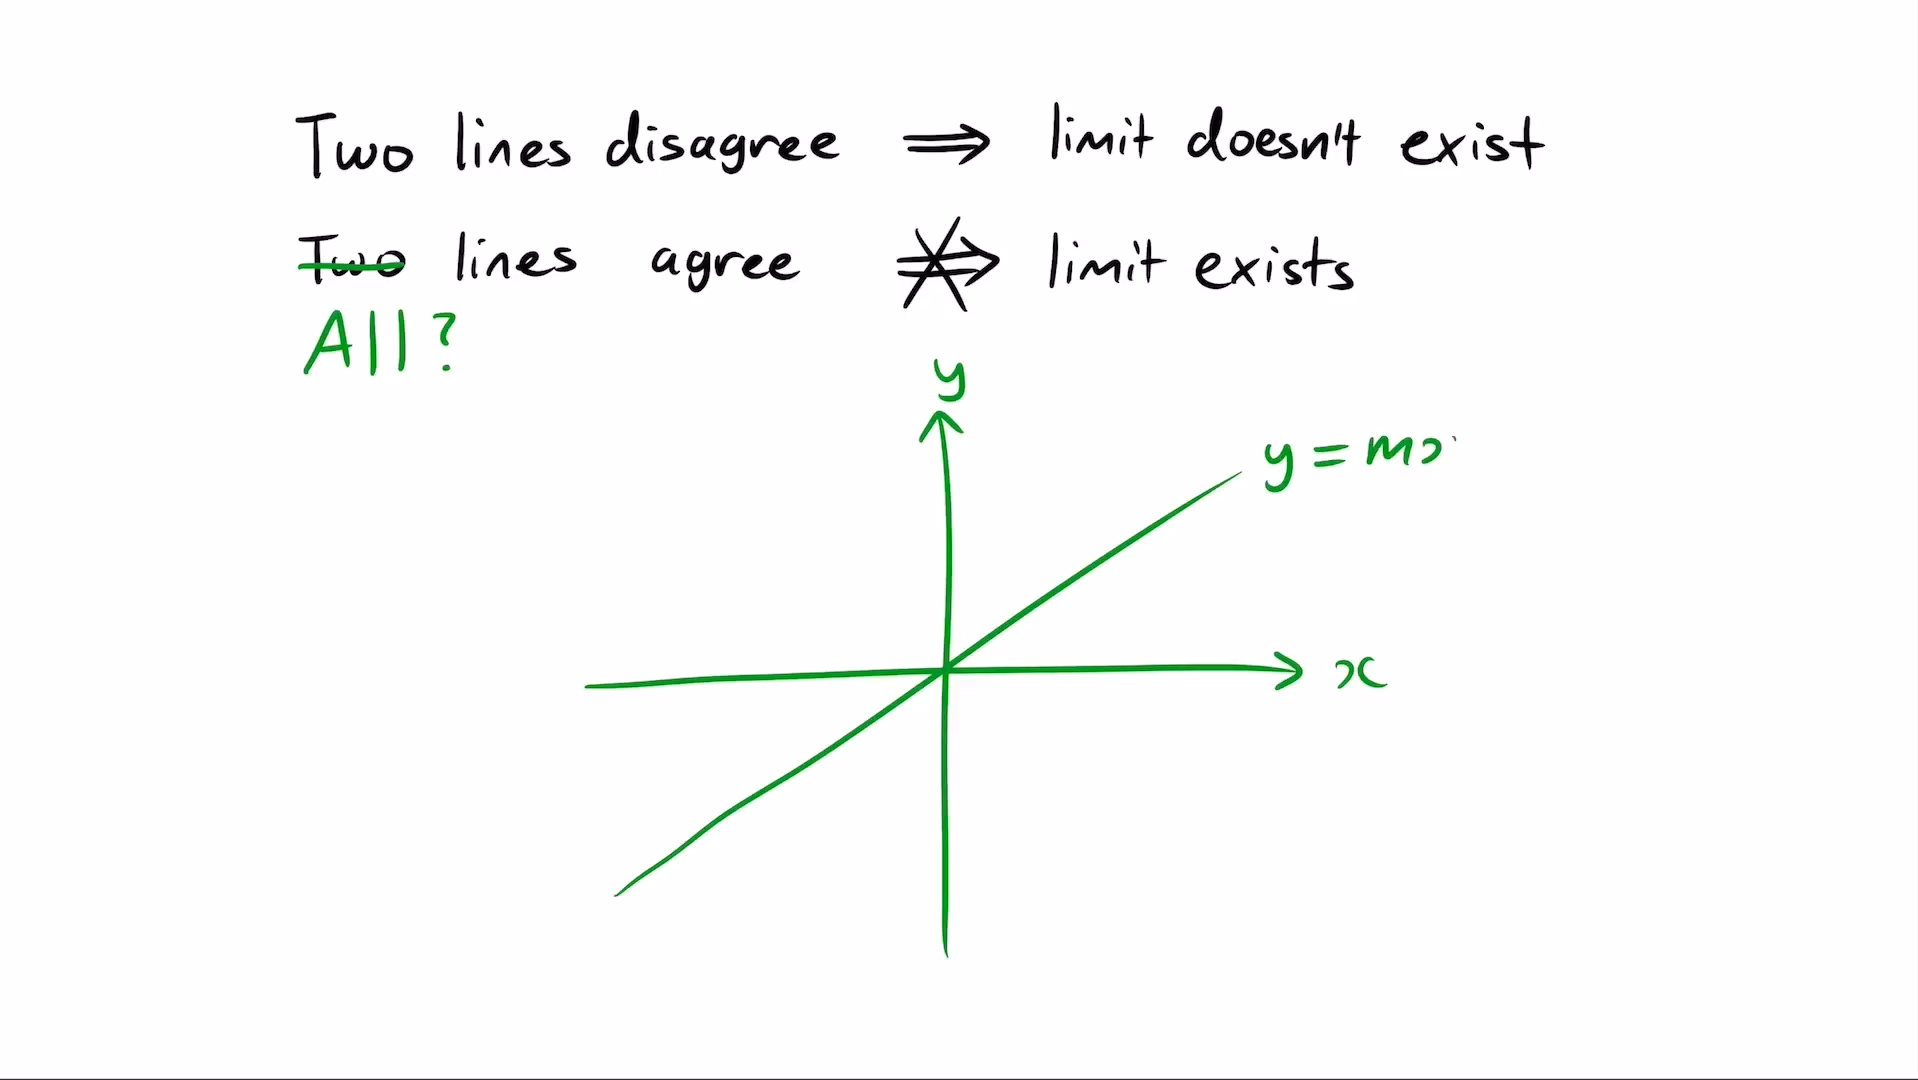 Two lines disagree ⇒ limit doesn't exist
Two lines agree ⇏ limit exists
All?
y
y = m
x